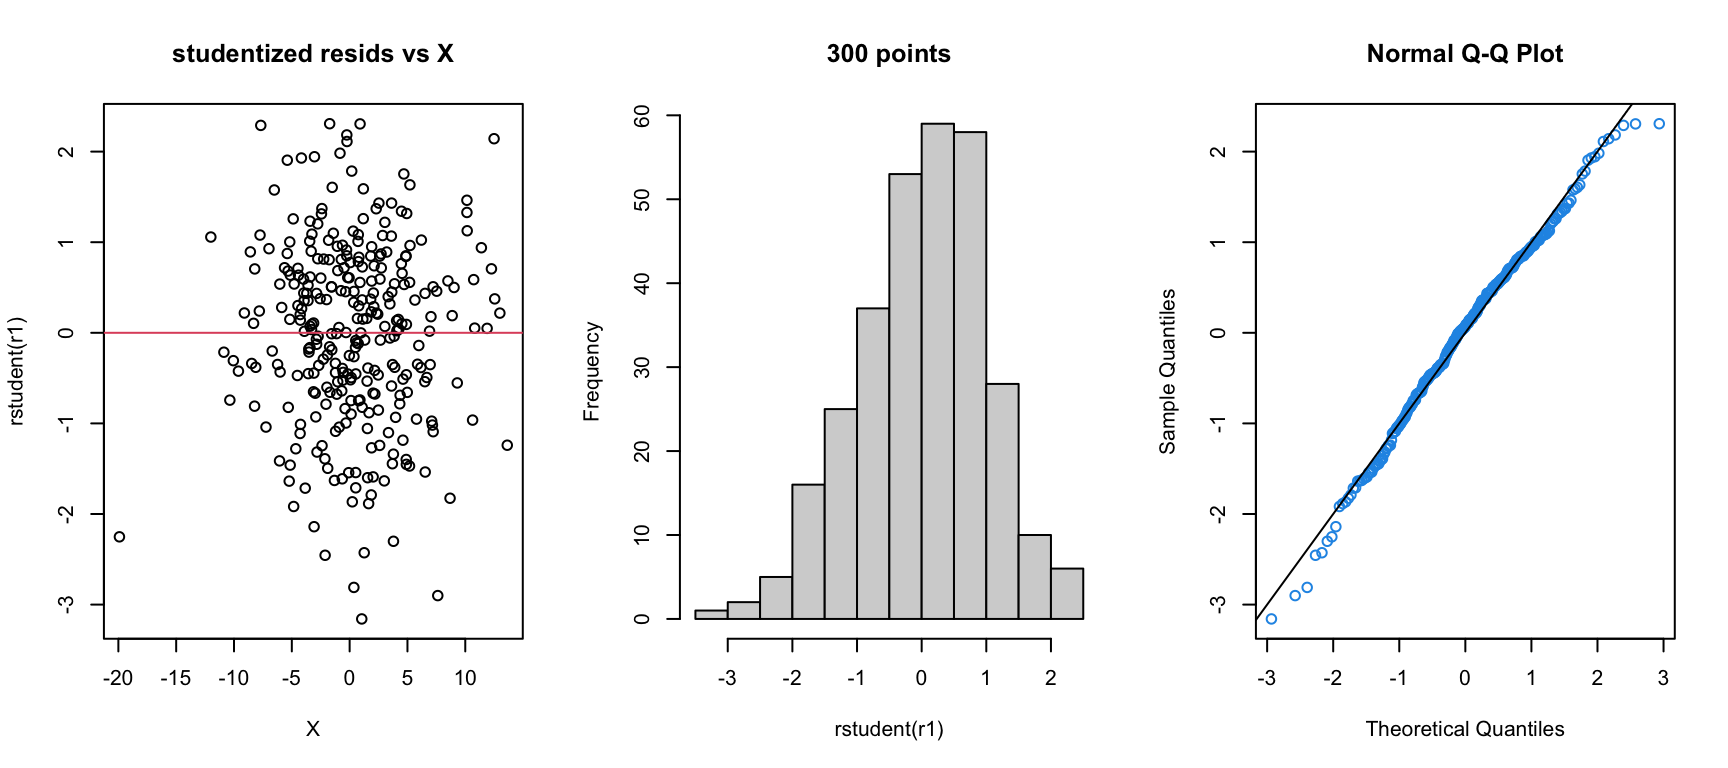 studentized resids vs X
rstudent(r1)
2
1
0
-1
-2
-3
-20 -15 -10 -5 0 5 10
X
300 points
Frequency
60
50
40
30
20
10
0
-3 -2 -1 0 1 2
rstudent(r1)
Normal Q-Q Plot
Sample Quantiles
2
1
0
-1
-2
-3
-3 -2 -1 0 1 2 3
Theoretical Quantiles